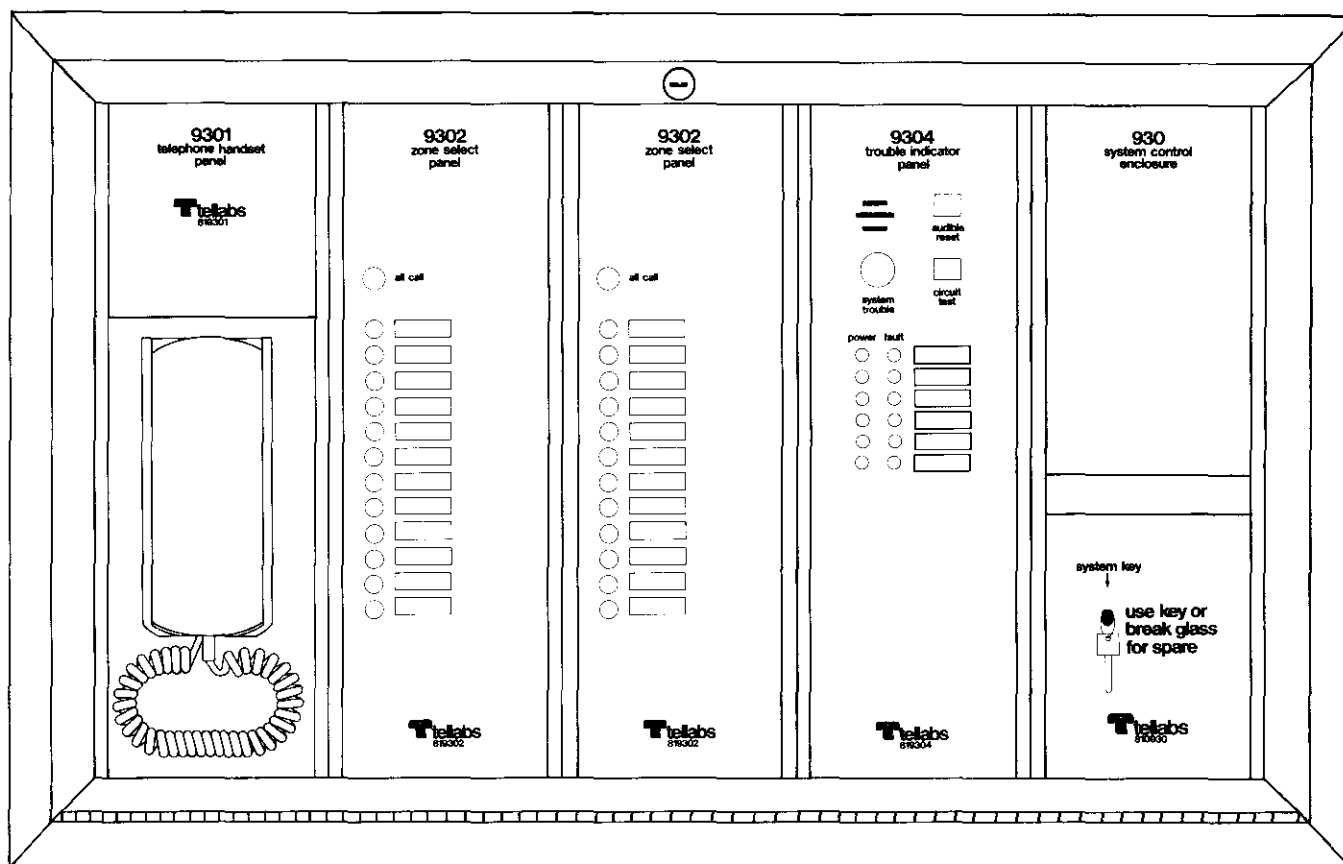 9301
telephone handset
panel
tellabs
819301
9302
zone select
panel
all call
tellabs
819302
9302
zone select
panel
all call
tellabs
819302
9304
trouble indicator
panel
audible
reset
system
trouble
circuit
test
power fault
tellabs
819304
930
system control
enclosure
system key
use key or
break glass
for spare
tellabs
810930